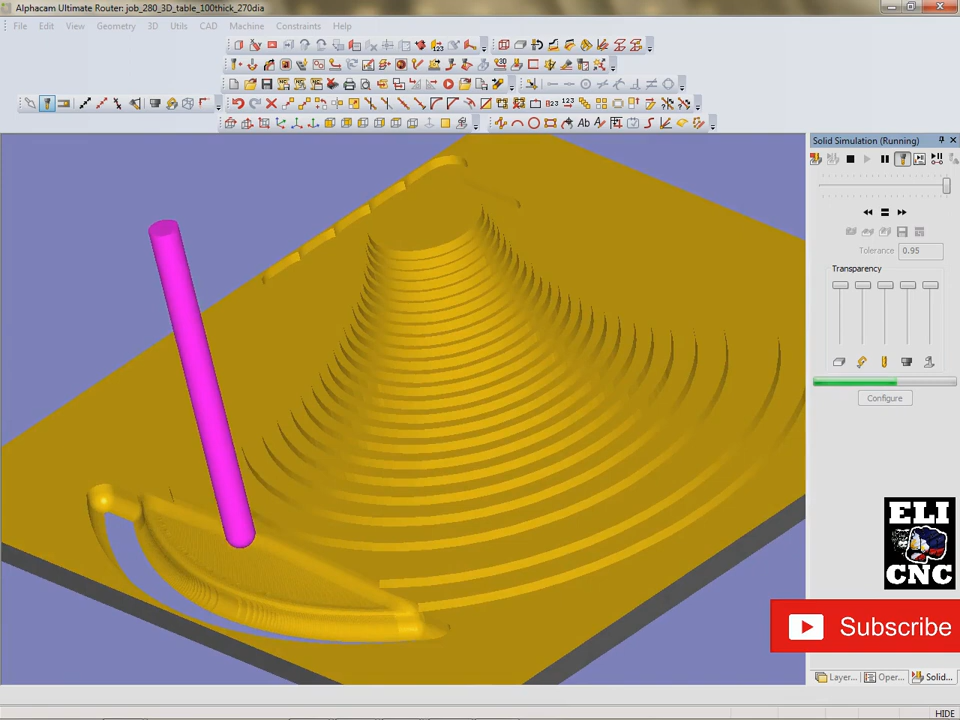 Alphacam Ultimate Router: job_280_3D_table_100thick_270dia
File Edit View Geometry 3D Utils CAD Machine Constraints Help
Solid Simulation (Running)
Tolerance 0.95
Transparency
Configure
ELI
CNC
Subscribe
Layer... Oper... Solid...
HIDE